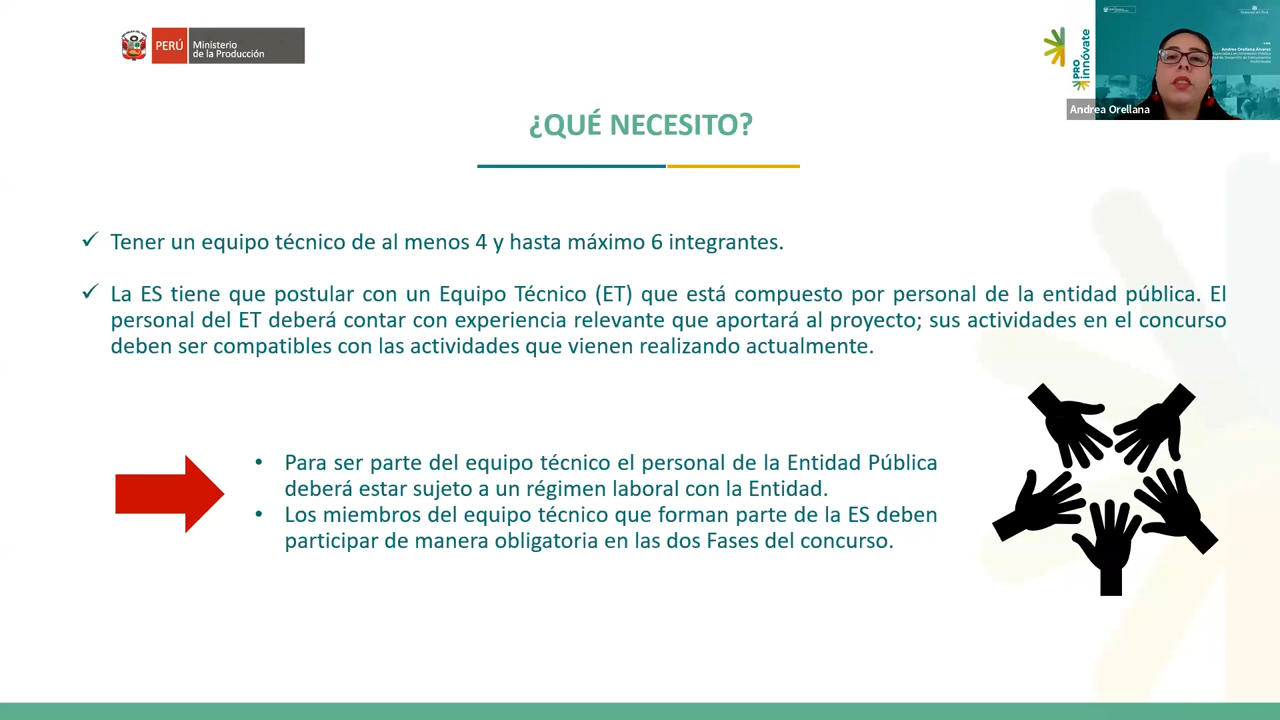 PERÚ
Ministerio
de la Producción
PRO
innóvate
Andrea Orellana Alvarez
Andrea Orellana
¿QUÉ NECESITO?
✓ Tener un equipo técnico de al menos 4 y hasta máximo 6 integrantes.
✓ La ES tiene que postular con un Equipo Técnico (ET) que está compuesto por personal de la entidad pública. El
personal del ET deberá contar con experiencia relevante que aportará al proyecto; sus actividades en el concurso
deben ser compatibles con las actividades que vienen realizando actualmente.
• Para ser parte del equipo técnico el personal de la Entidad Pública
deberá estar sujeto a un régimen laboral con la Entidad.
• Los miembros del equipo técnico que forman parte de la ES deben
participar de manera obligatoria en las dos Fases del concurso.